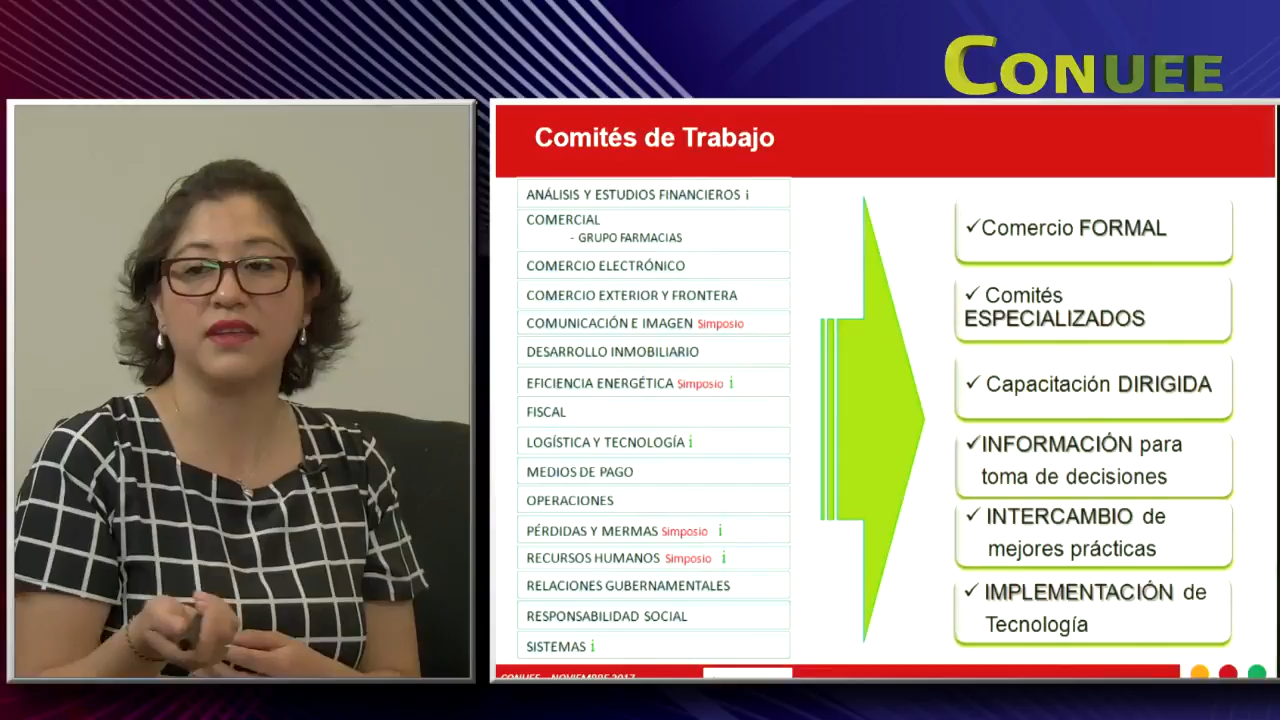 CONUEE
Comités de Trabajo
ANÁLISIS Y ESTUDIOS FINANCIEROS i
COMERCIAL
- GRUPO FARMACIAS
COMERCIO ELECTRÓNICO
COMERCIO EXTERIOR Y FRONTERA
COMUNICACIÓN E IMAGEN Simposio
DESARROLLO INMOBILIARIO
EFICIENCIA ENERGÉTICA Simposio i
FISCAL
LOGÍSTICA Y TECNOLOGÍA i
MEDIOS DE PAGO
OPERACIONES
PÉRDIDAS Y MERMAS Simposio i
RECURSOS HUMANOS Simposio i
RELACIONES GUBERNAMENTALES
RESPONSABILIDAD SOCIAL
SISTEMAS i
✓Comercio FORMAL
✓ Comités
ESPECIALIZADOS
✓ Capacitación DIRIGIDA
✓INFORMACIÓN para
toma de decisiones
✓ INTERCAMBIO de
mejores prácticas
✓ IMPLEMENTACIÓN de
Tecnología
CONUEE - NOVIEMBRE 2017